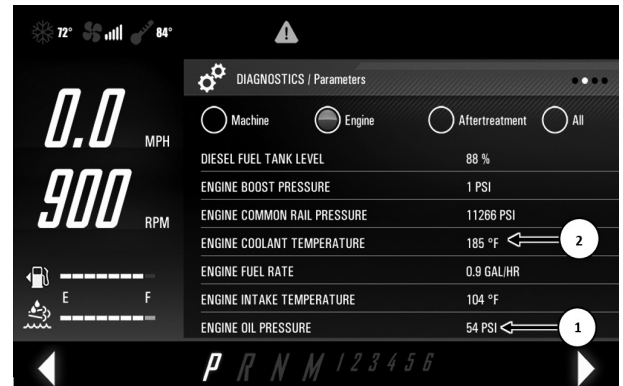 72° 84°
DIAGNOSTICS / Parameters
Machine Engine Aftertreatment All
0.0 MPH
900 RPM
DIESEL FUEL TANK LEVEL 88 %
ENGINE BOOST PRESSURE 1 PSI
ENGINE COMMON RAIL PRESSURE 11266 PSI
ENGINE COOLANT TEMPERATURE 185 °F 2
ENGINE FUEL RATE 0.9 GAL/HR
ENGINE INTAKE TEMPERATURE 104 °F
ENGINE OIL PRESSURE 54 PSI 1
E F
P R N M 1 2 3 4 5 6